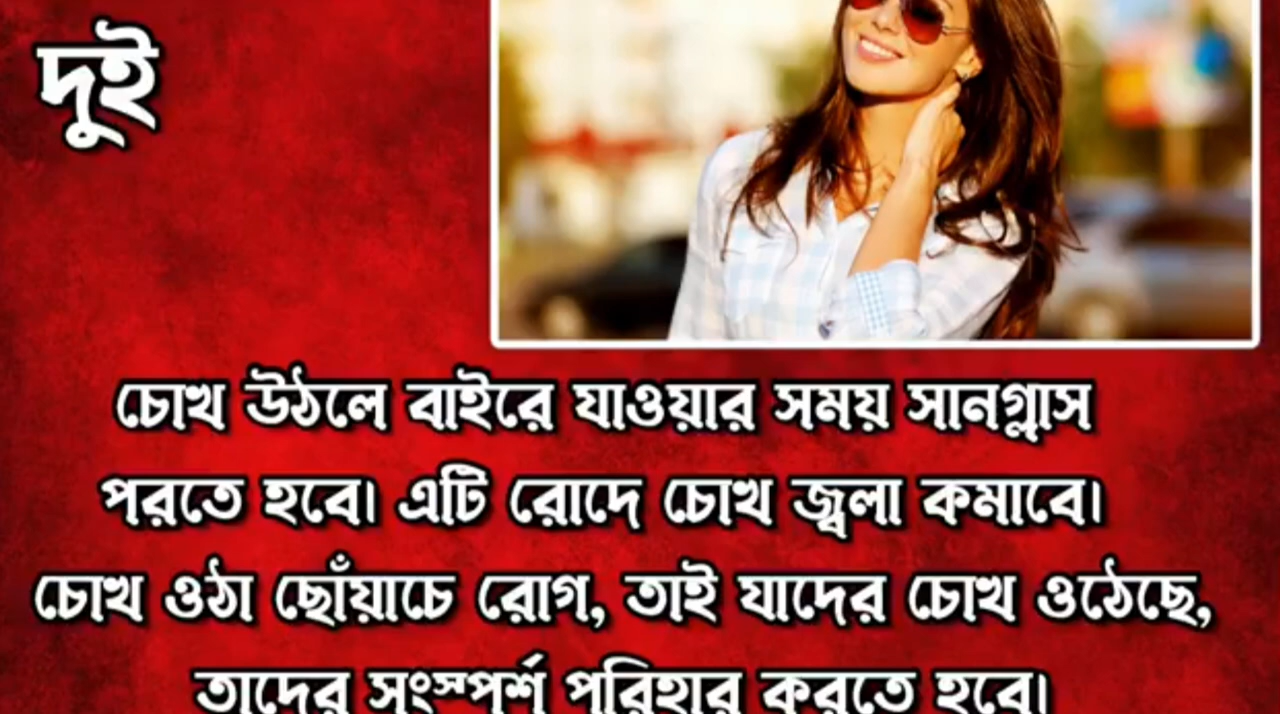 দুই
চোখ উঠলে বাইরে যাওয়ার সময় সানগ্লাস
পরতে হবে। এটি রোদে চোখ জ্বলা কমাবে।
চোখ ওঠা ছোঁয়াচে রোগ, তাই যাদের চোখ ওঠেছে,
তাদের সংস্পর্শ পরিহার করতে হবে।